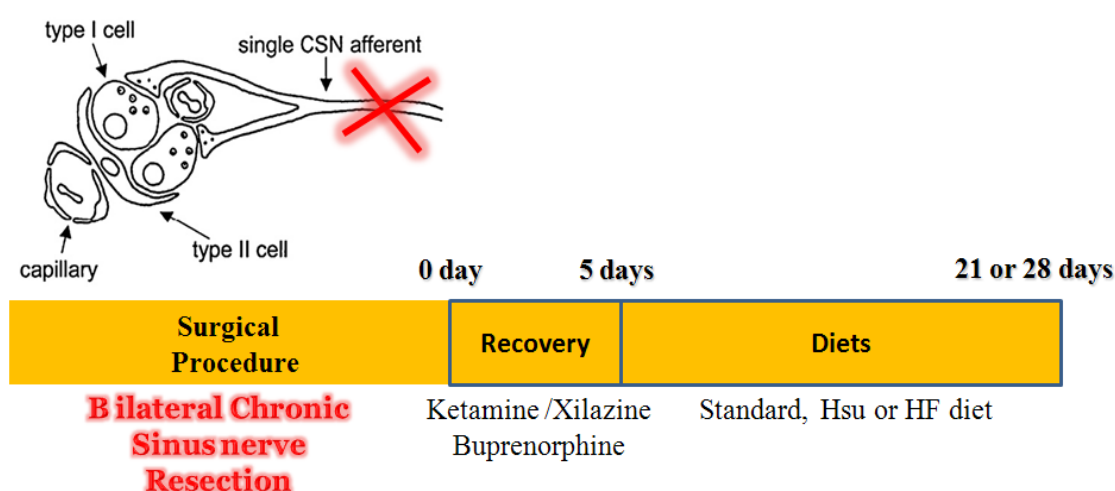 type I cell
single CSN afferent
type II cell
capillary
0 day
5 days
21 or 28 days
Surgical
Procedure
Recovery
Diets
B ilateral Chronic
Sinus nerve
Resection
Ketamine /Xilazine
Buprenorphine
Standard, Hsu or HF diet